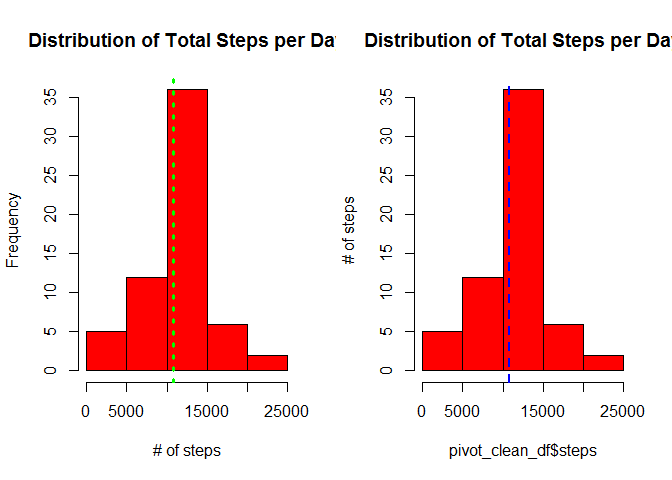 Distribution of Total Steps per Da
Frequency
35
30
25
20
15
10
5
0
0 5000 15000 25000
# of steps
Distribution of Total Steps per Da
# of steps
35
30
25
20
15
10
5
0
0 5000 15000 25000
pivot_clean_df$steps